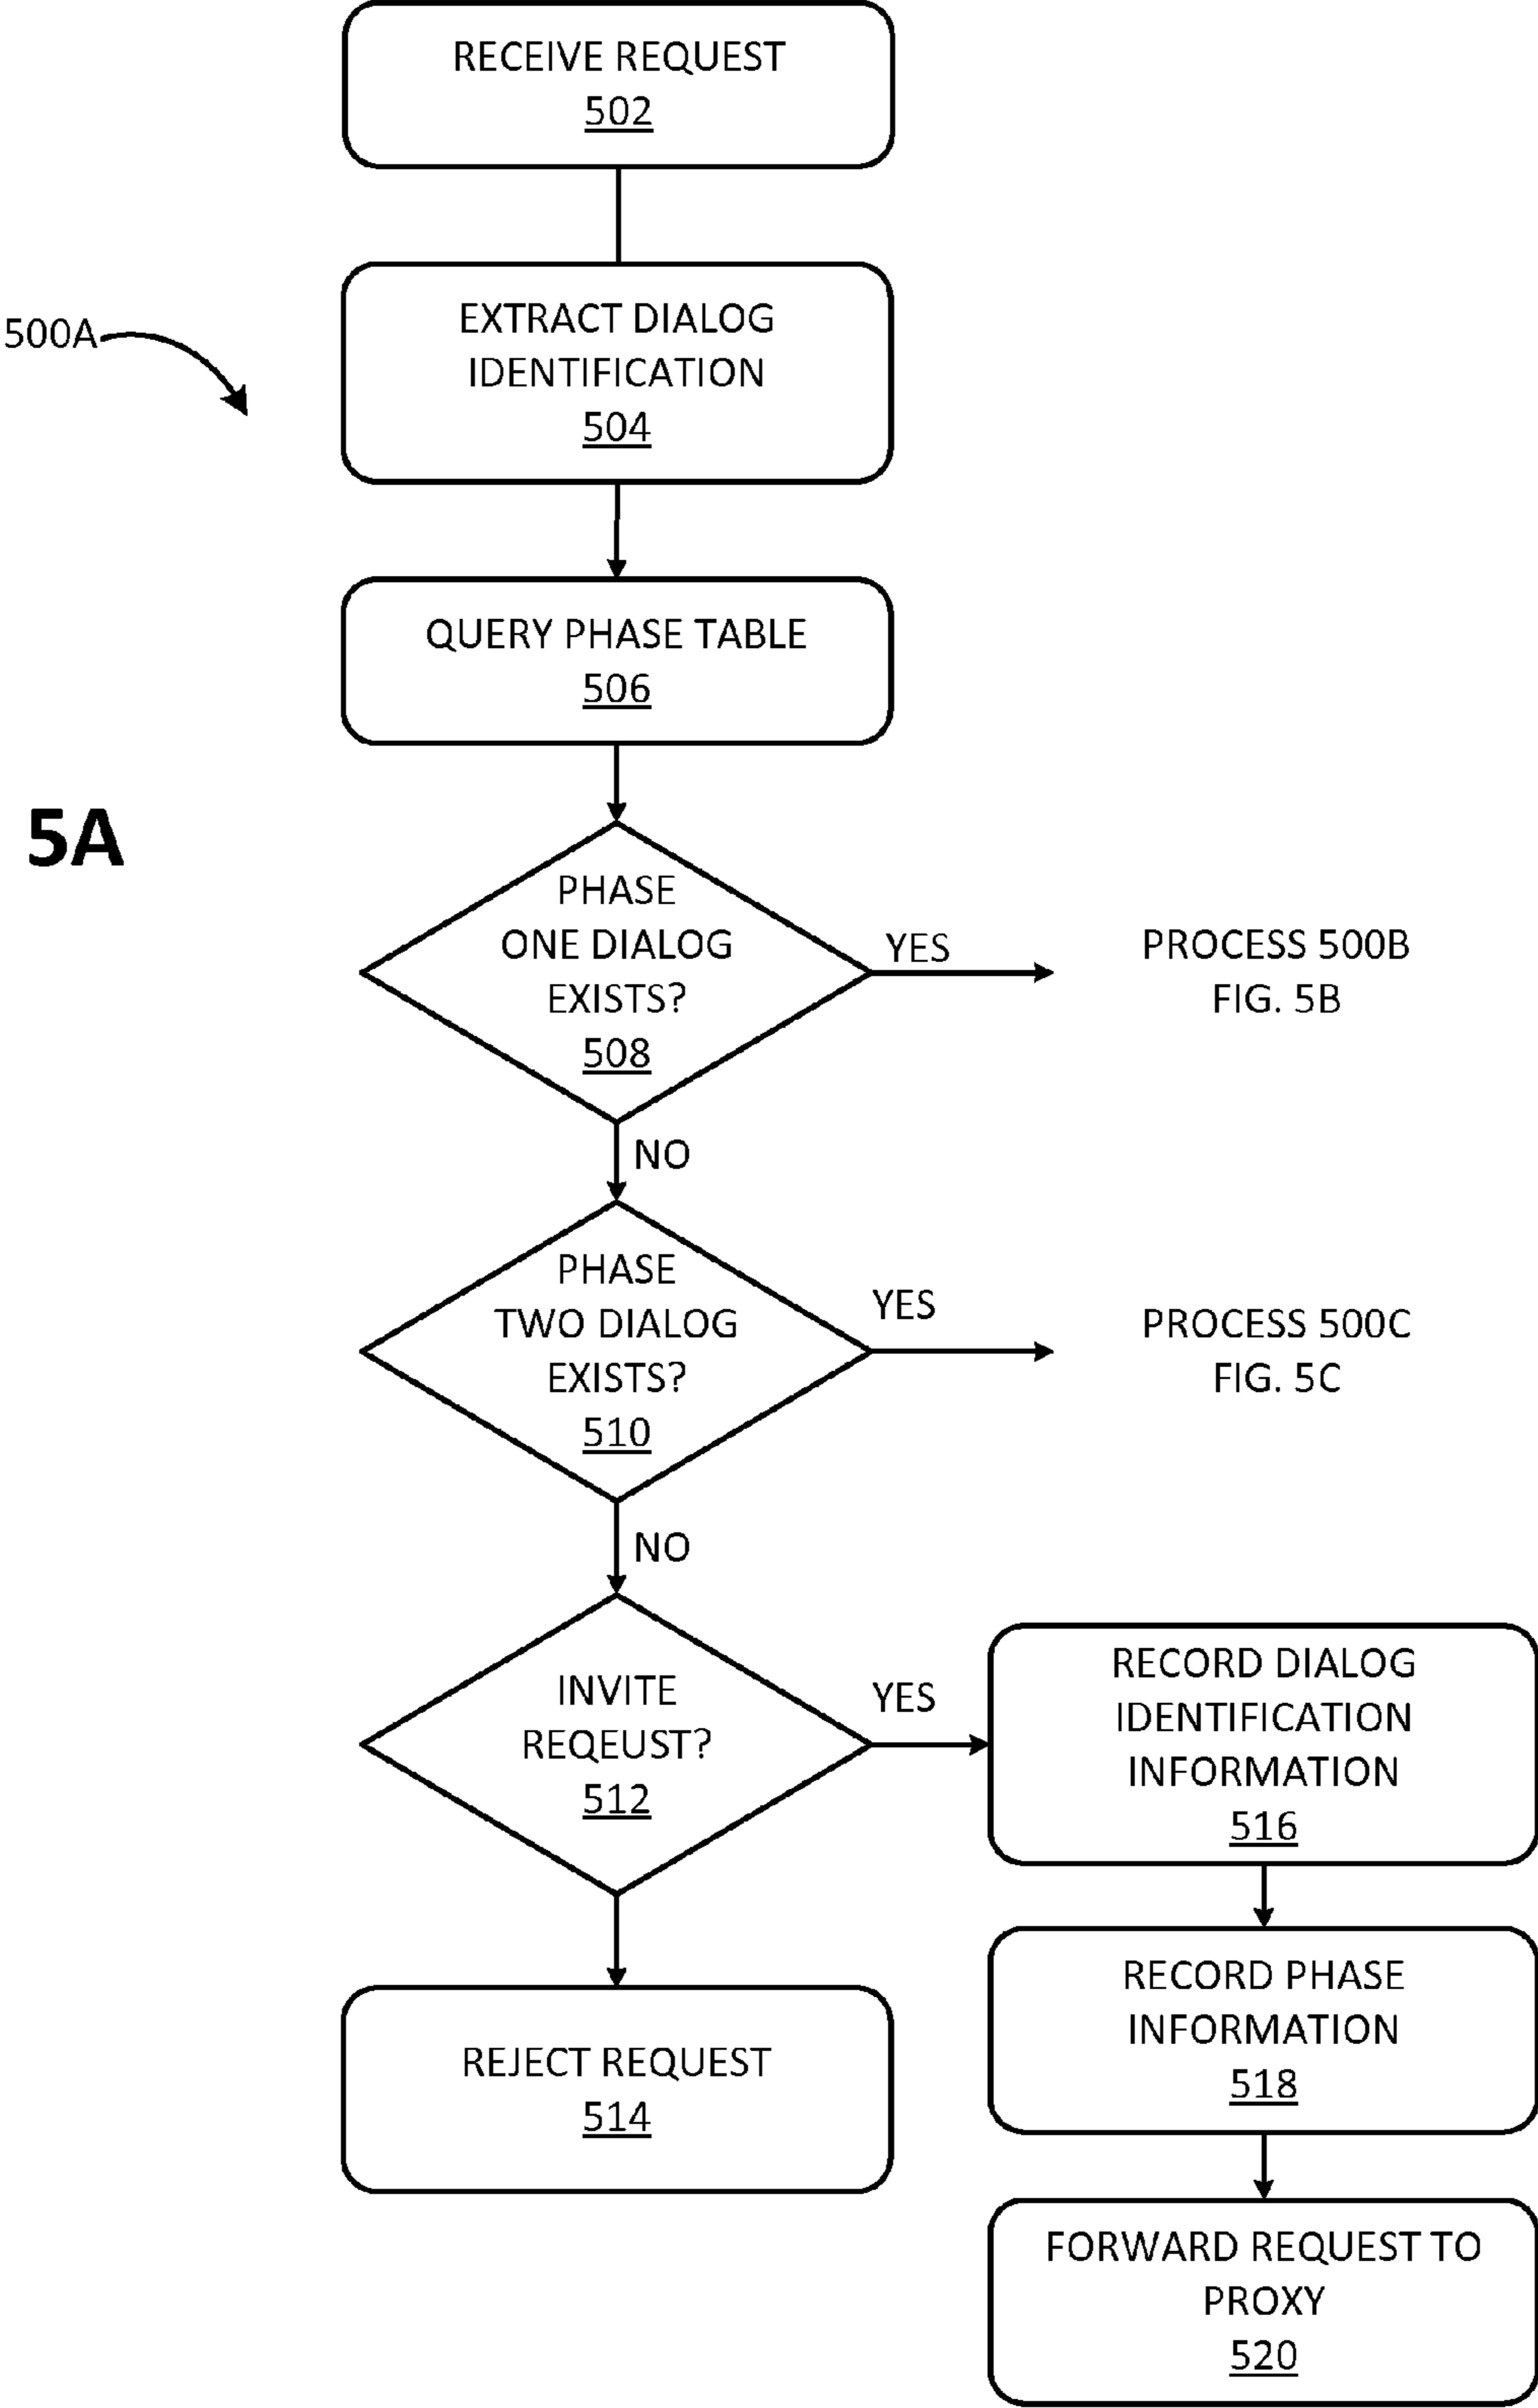 RECEIVE REQUEST
502
500A
EXTRACT DIALOG
IDENTIFICATION
504
QUERY PHASE TABLE
506
5A
PHASE
ONE DIALOG
EXISTS?
508
YES
PROCESS 500B
FIG. 5B
NO
PHASE
TWO DIALOG
EXISTS?
510
YES
PROCESS 500C
FIG. 5C
NO
INVITE
REQEUST?
512
YES
RECORD DIALOG
IDENTIFICATION
INFORMATION
516
REJECT REQUEST
514
RECORD PHASE
INFORMATION
518
FORWARD REQUEST TO
PROXY
520